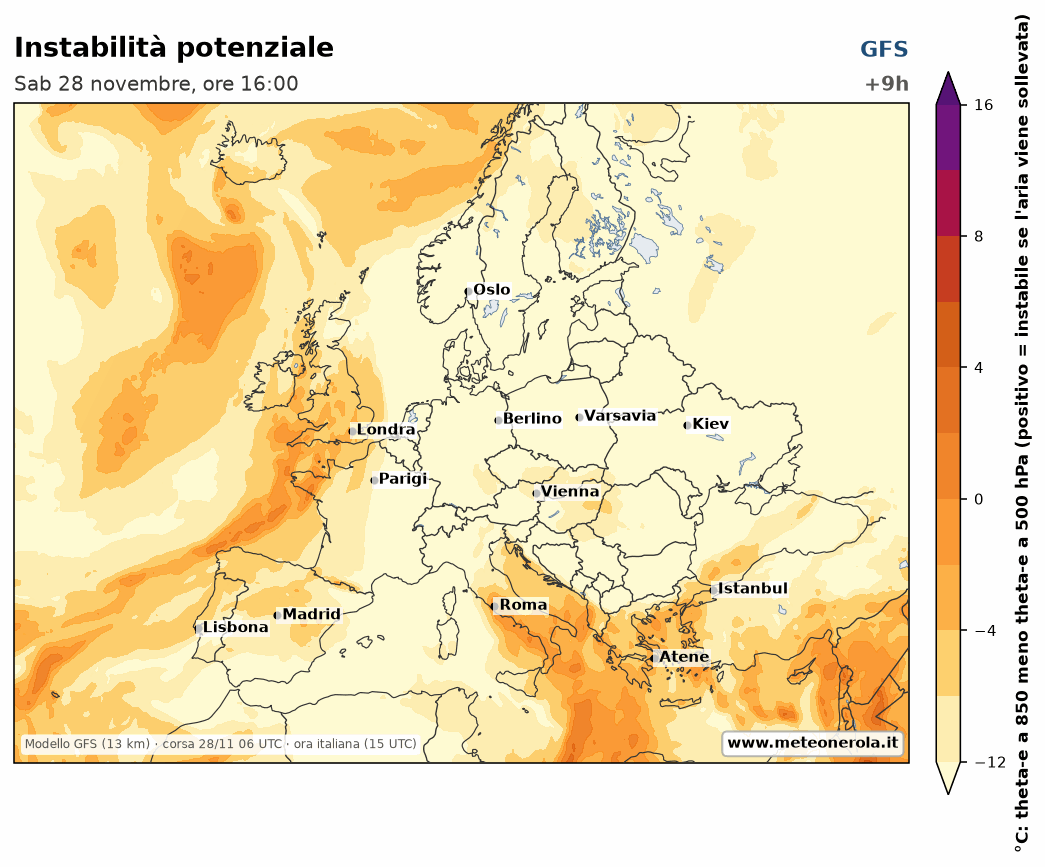 Instabilità potenziale
GFS
Sab 28 novembre, ore 16:00
+9h
Oslo
Berlino
Varsavia
Kiev
Londra
Parigi
Vienna
Istanbul
Roma
Madrid
Lisbona
Atene
Modello GFS (13 km) · corsa 28/11 06 UTC · ora italiana (15 UTC)
www.meteonerola.it
16
8
4
0
−4
−12
°C: theta-e a 850 meno theta-e a 500 hPa (positivo = instabile se l'aria viene sollevata)